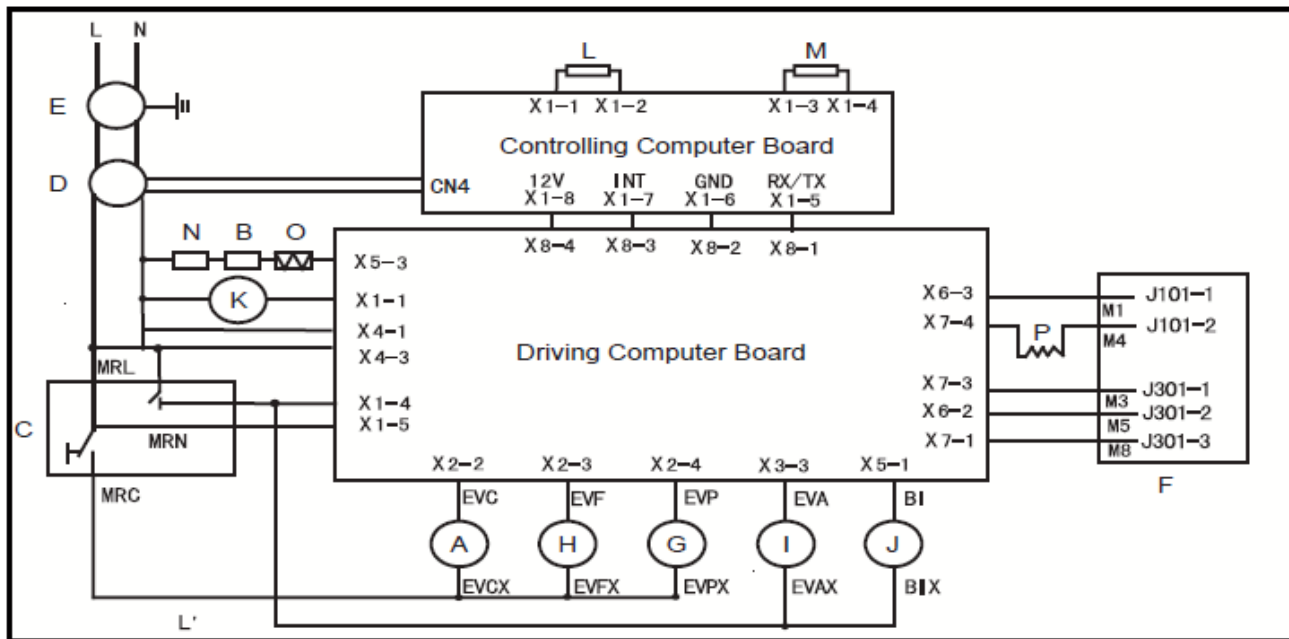 L N
L M
E
X1-1 X1-2 X1-3 X1-4
Controlling Computer Board
D
CN4
12V INT GND RX/TX
X1-8 X1-7 X1-6 X1-5
N B O
X8-4 X8-3 X8-2 X8-1
X5-3
K
X1-1
X6-3 J101-1
M1
X4-1
X7-4 P J101-2
M4
X4-3
Driving Computer Board
MRL
X7-3 J301-1
M3
X1-4
X6-2 J301-2
M5
X1-5
C
MRN
X7-1 J301-3
M8
X2-2 X2-3 X2-4 X3-3 X5-1
F
MRC
EVC EVF EVP EVA BI
A H G I J
EVCX EVFX EVPX EVAX BIX
L'